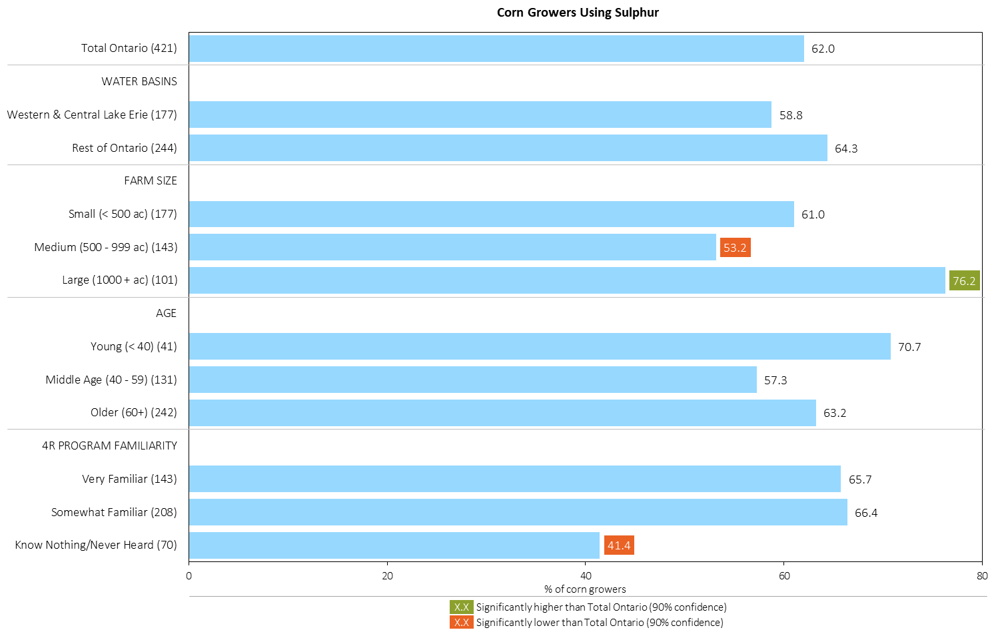 Corn Growers Using Sulphur
Total Ontario (421)
62.0
WATER BASINS
Western & Central Lake Erie (177)
58.8
Rest of Ontario (244)
64.3
FARM SIZE
Small (< 500 ac) (177)
61.0
Medium (500 - 999 ac) (143)
53.2
Large (1000 + ac) (101)
76.2
AGE
Young (< 40) (41)
70.7
Middle Age (40 - 59) (131)
57.3
Older (60+) (242)
63.2
4R PROGRAM FAMILIARITY
Very Familiar (143)
65.7
Somewhat Familiar (208)
66.4
Know Nothing/Never Heard (70)
41.4
0 20 40 60 80
% of corn growers
X.X Significantly higher than Total Ontario (90% confidence)
X.X Significantly lower than Total Ontario (90% confidence)